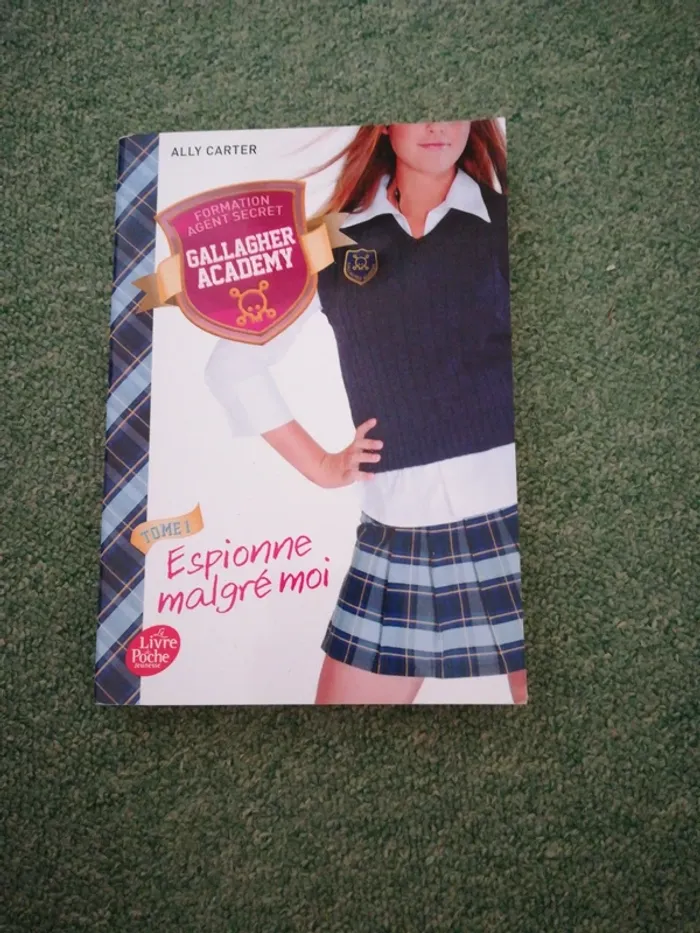 ALLY CARTER
FORMATION
AGENT SECRET
GALLAGHER
ACADEMY
TOME 1
Espionne
malgré moi
Le
Livre
de
Poche
JEUNESSE